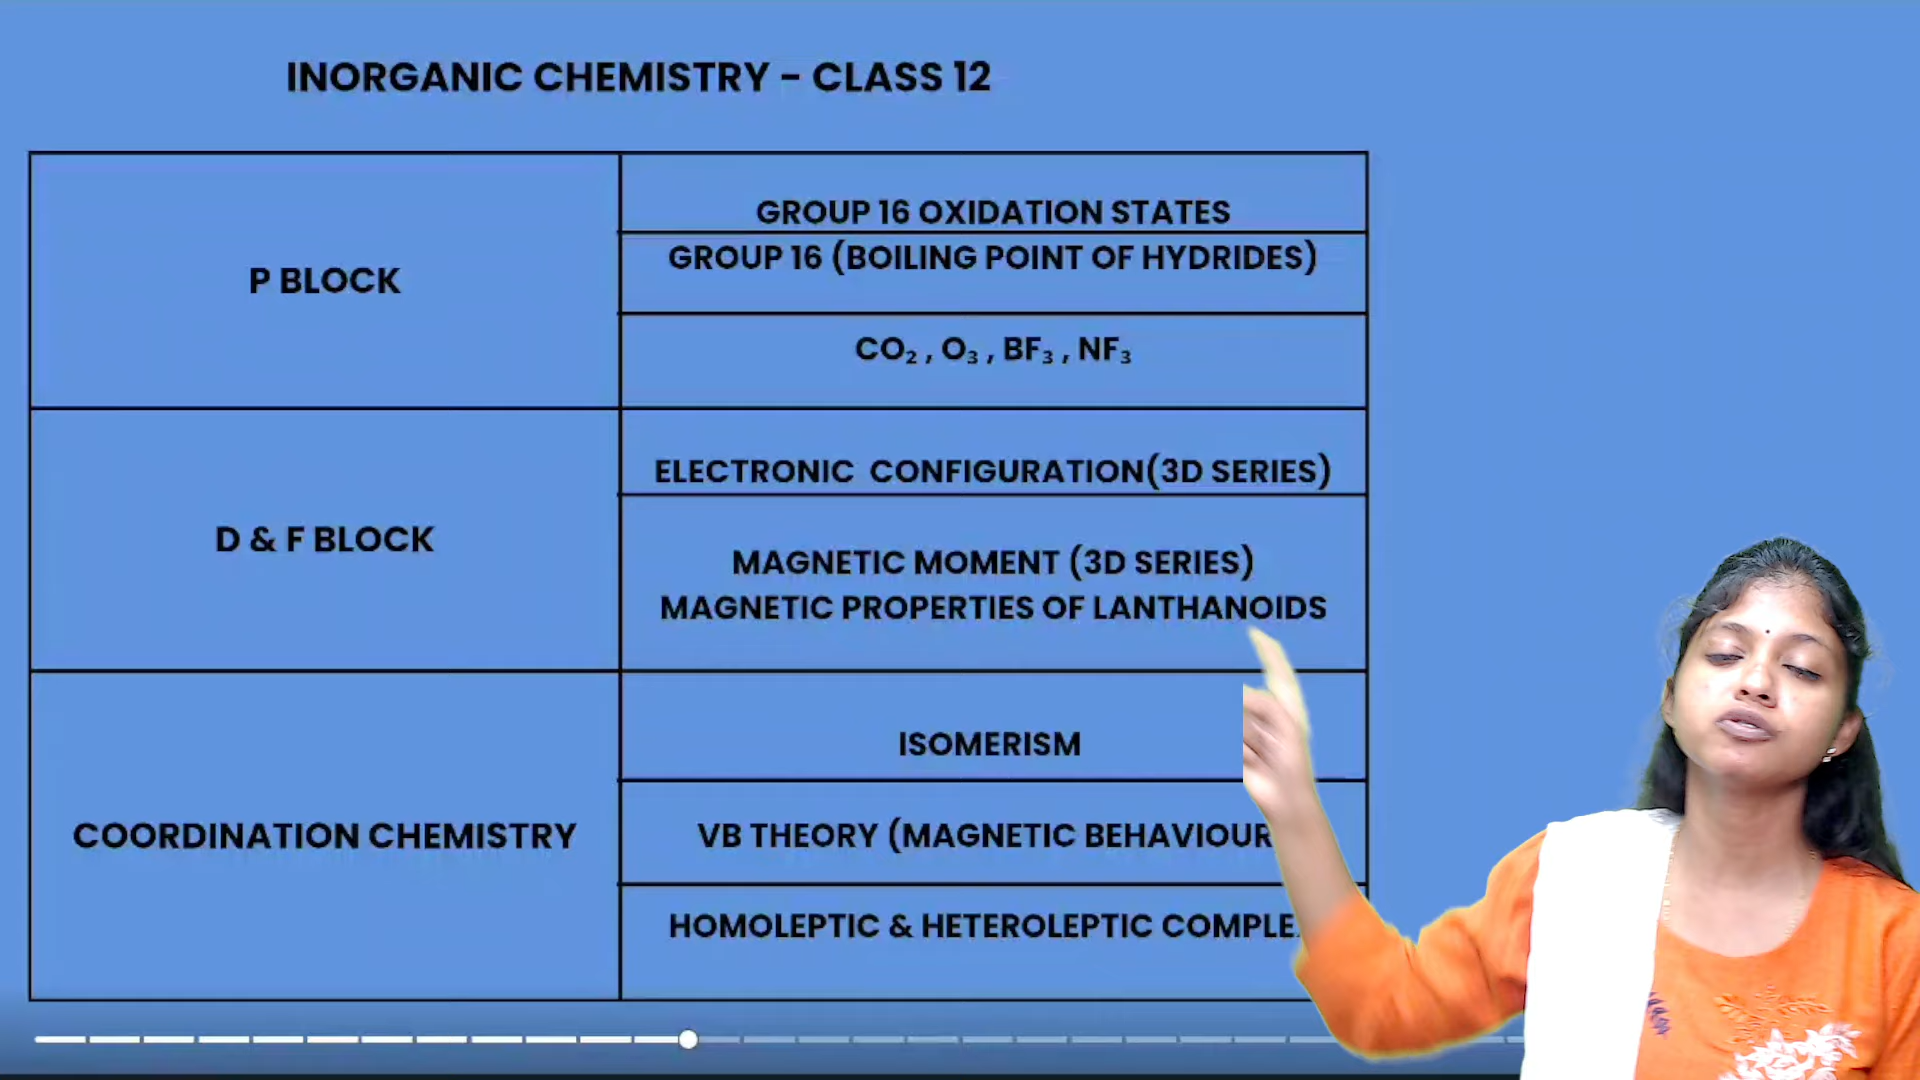 INORGANIC CHEMISTRY - CLASS 12
P BLOCK
GROUP 16 OXIDATION STATES
GROUP 16 (BOILING POINT OF HYDRIDES)
CO₂ , O₃ , BF₃ , NF₃
D & F BLOCK
ELECTRONIC CONFIGURATION(3D SERIES)
MAGNETIC MOMENT (3D SERIES)
MAGNETIC PROPERTIES OF LANTHANOIDS
COORDINATION CHEMISTRY
ISOMERISM
VB THEORY (MAGNETIC BEHAVIOUR
HOMOLEPTIC & HETEROLEPTIC